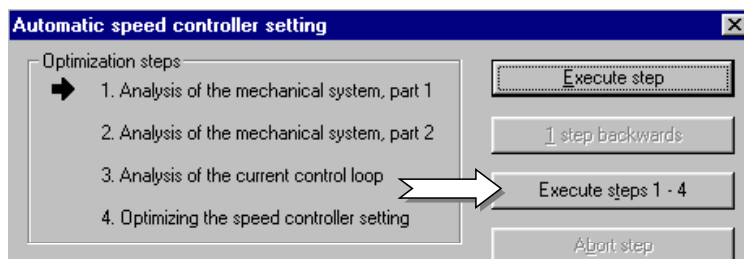 Automatic speed controller setting
Optimization steps
1. Analysis of the mechanical system, part 1
2. Analysis of the mechanical system, part 2
3. Analysis of the current control loop
4. Optimizing the speed controller setting
Execute step
1 step backwards
Execute steps 1 - 4
Abort step